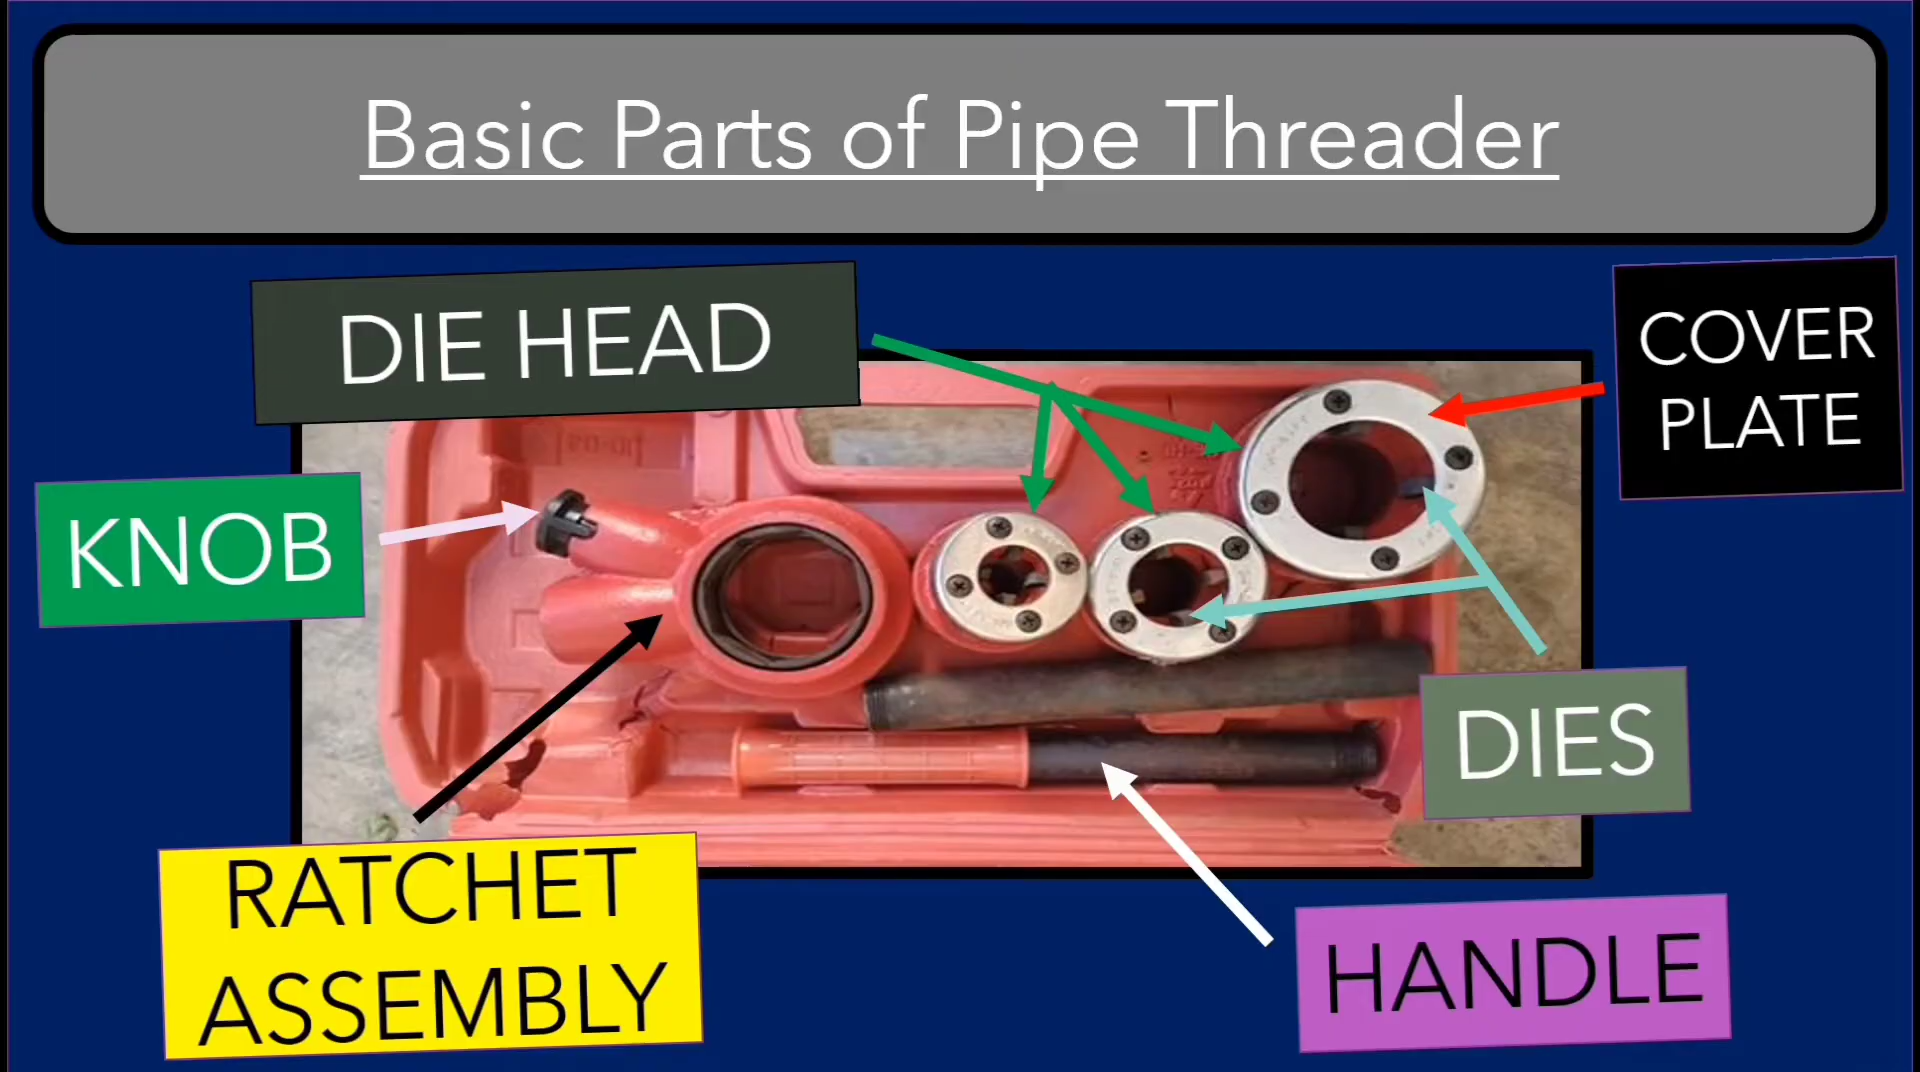 Basic Parts of Pipe Threader
DIE HEAD
COVER
PLATE
KNOB
DIES
RATCHET
ASSEMBLY
HANDLE